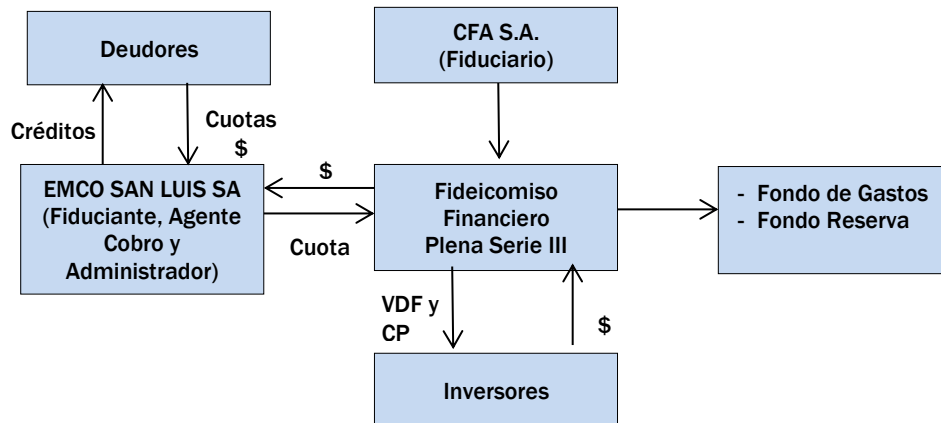 Deudores
CFA S.A.
(Fiduciario)
Créditos
Cuotas
$
EMCO SAN LUIS SA
(Fiduciante, Agente
Cobro y
Administrador)
$
Cuota
Fideicomiso
Financiero
Plena Serie III
- Fondo de Gastos
- Fondo Reserva
VDF y
CP
$
Inversores